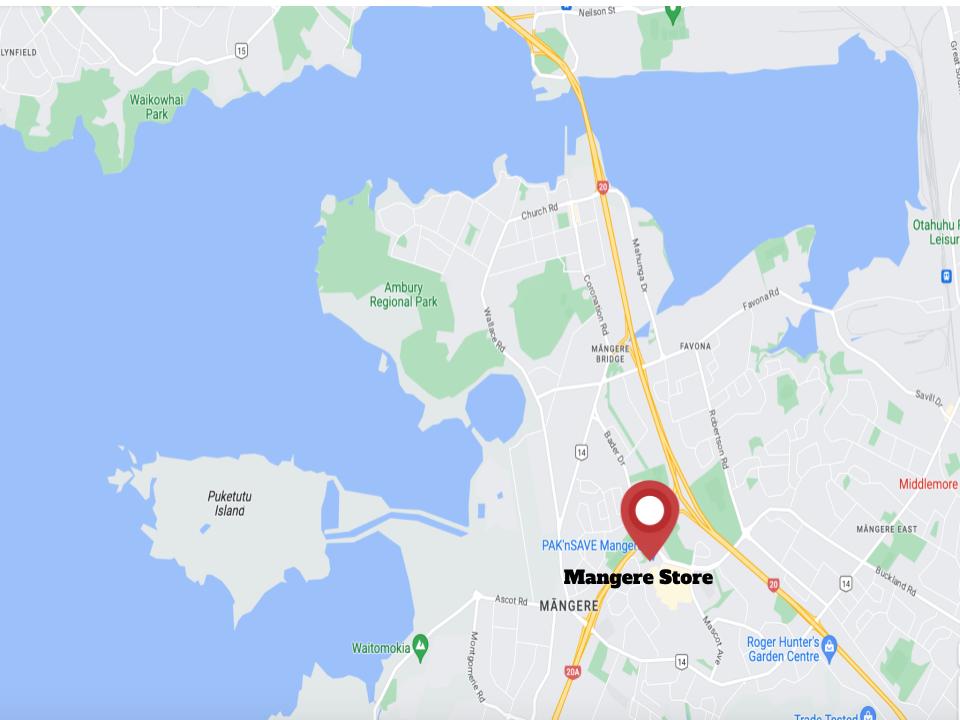 Neilson St
LYNFIELD
15
Great Sou
Waikowhai
Park
20
Church Rd
Otahuhu
Leisur
Mahunga Dr
Ambury
Regional Park
Coronation Rd
Favona Rd
Wallace Rd
MĀNGERE
BRIDGE
FAVONA
Savill Dr
Robertson Rd
Bader Dr
14
Middlemore
Puketutu
Island
MĀNGERE EAST
PAK'nSAVE Manger
Mangere Store
Buckland Rd
20
14
Ascot Rd
MĀNGERE
Mascot Ave
Montgomerie Rd
Waitomokia
Roger Hunter's
Garden Centre
14
20A
Trade Tested